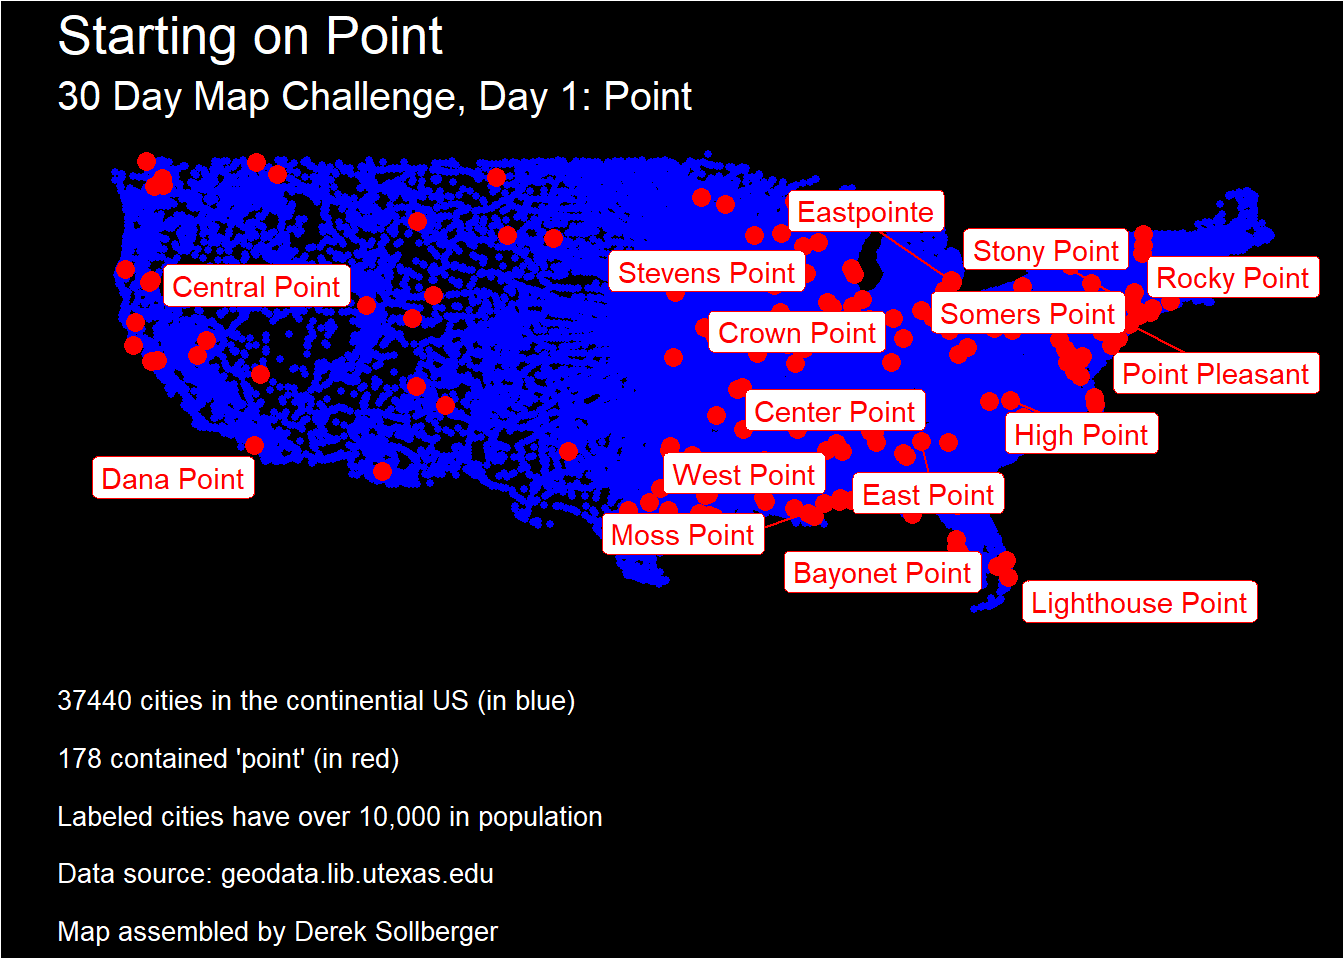 Starting on Point
30 Day Map Challenge, Day 1: Point
Eastpointe
Stony Point
Rocky Point
Stevens Point
Central Point
Somers Point
Crown Point
Point Pleasant
Center Point
High Point
West Point
Dana Point
East Point
Moss Point
Bayonet Point
Lighthouse Point
37440 cities in the continential US (in blue)
178 contained 'point' (in red)
Labeled cities have over 10,000 in population
Data source: geodata.lib.utexas.edu
Map assembled by Derek Sollberger